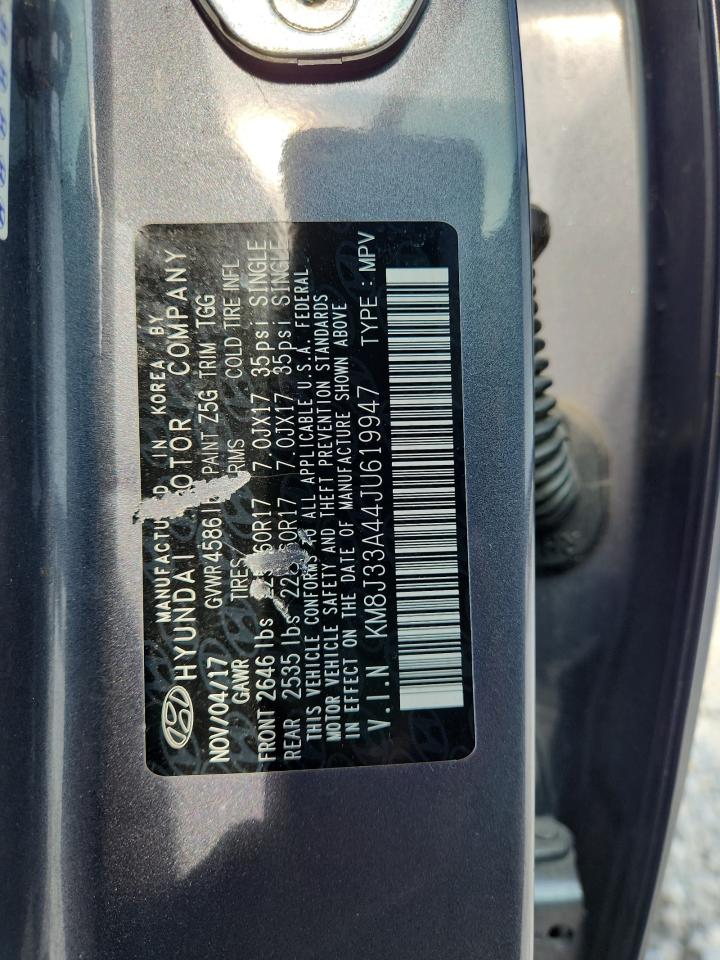 MANUFACTURED IN KOREA BY
HYUNDAI MOTOR COMPANY
NOV/04/17 GVWR 4586 PAINT Z5G TRIM TGG
GAWR TIRES RIMS COLD TIRE INFL
FRONT 2646 lbs 7.0JX17 35psi SINGLE
REAR 2535 lbs 7.0JX17 35psi SINGLE
THIS VEHICLE CONFORMS TO ALL APPLICABLE U.S.A. FEDERAL
MOTOR VEHICLE SAFETY AND THEFT PREVENTION STANDARDS
IN EFFECT ON THE DATE OF MANUFACTURE SHOWN ABOVE
V.I.N KM8J33A44JU619947 TYPE : MPV